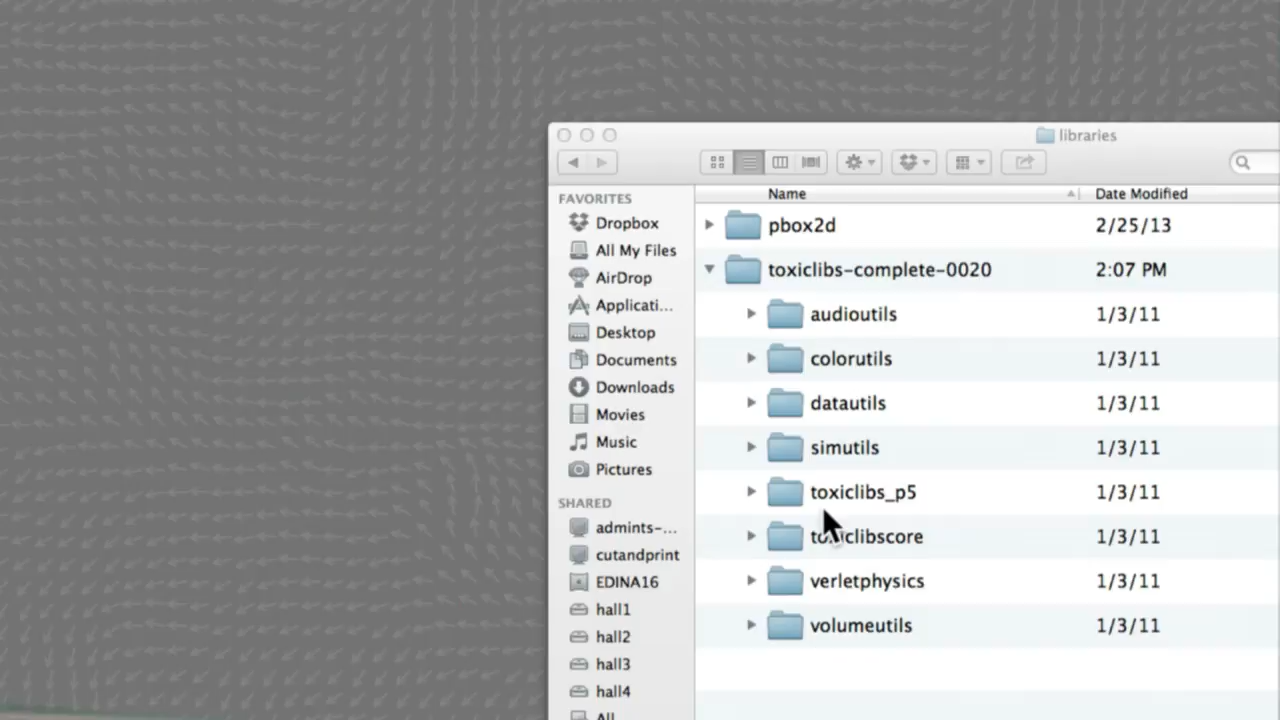 libraries
Name Date Modified
FAVORITES
Dropbox
All My Files
AirDrop
Applicati...
Desktop
Documents
Downloads
Movies
Music
Pictures
SHARED
admints-...
cutandprint
EDINA16
hall1
hall2
hall3
hall4
All
pbox2d 2/25/13
toxiclibs-complete-0020 2:07 PM
audioutils 1/3/11
colorutils 1/3/11
datautils 1/3/11
simutils 1/3/11
toxiclibs_p5 1/3/11
toxiclibscore 1/3/11
verletphysics 1/3/11
volumeutils 1/3/11